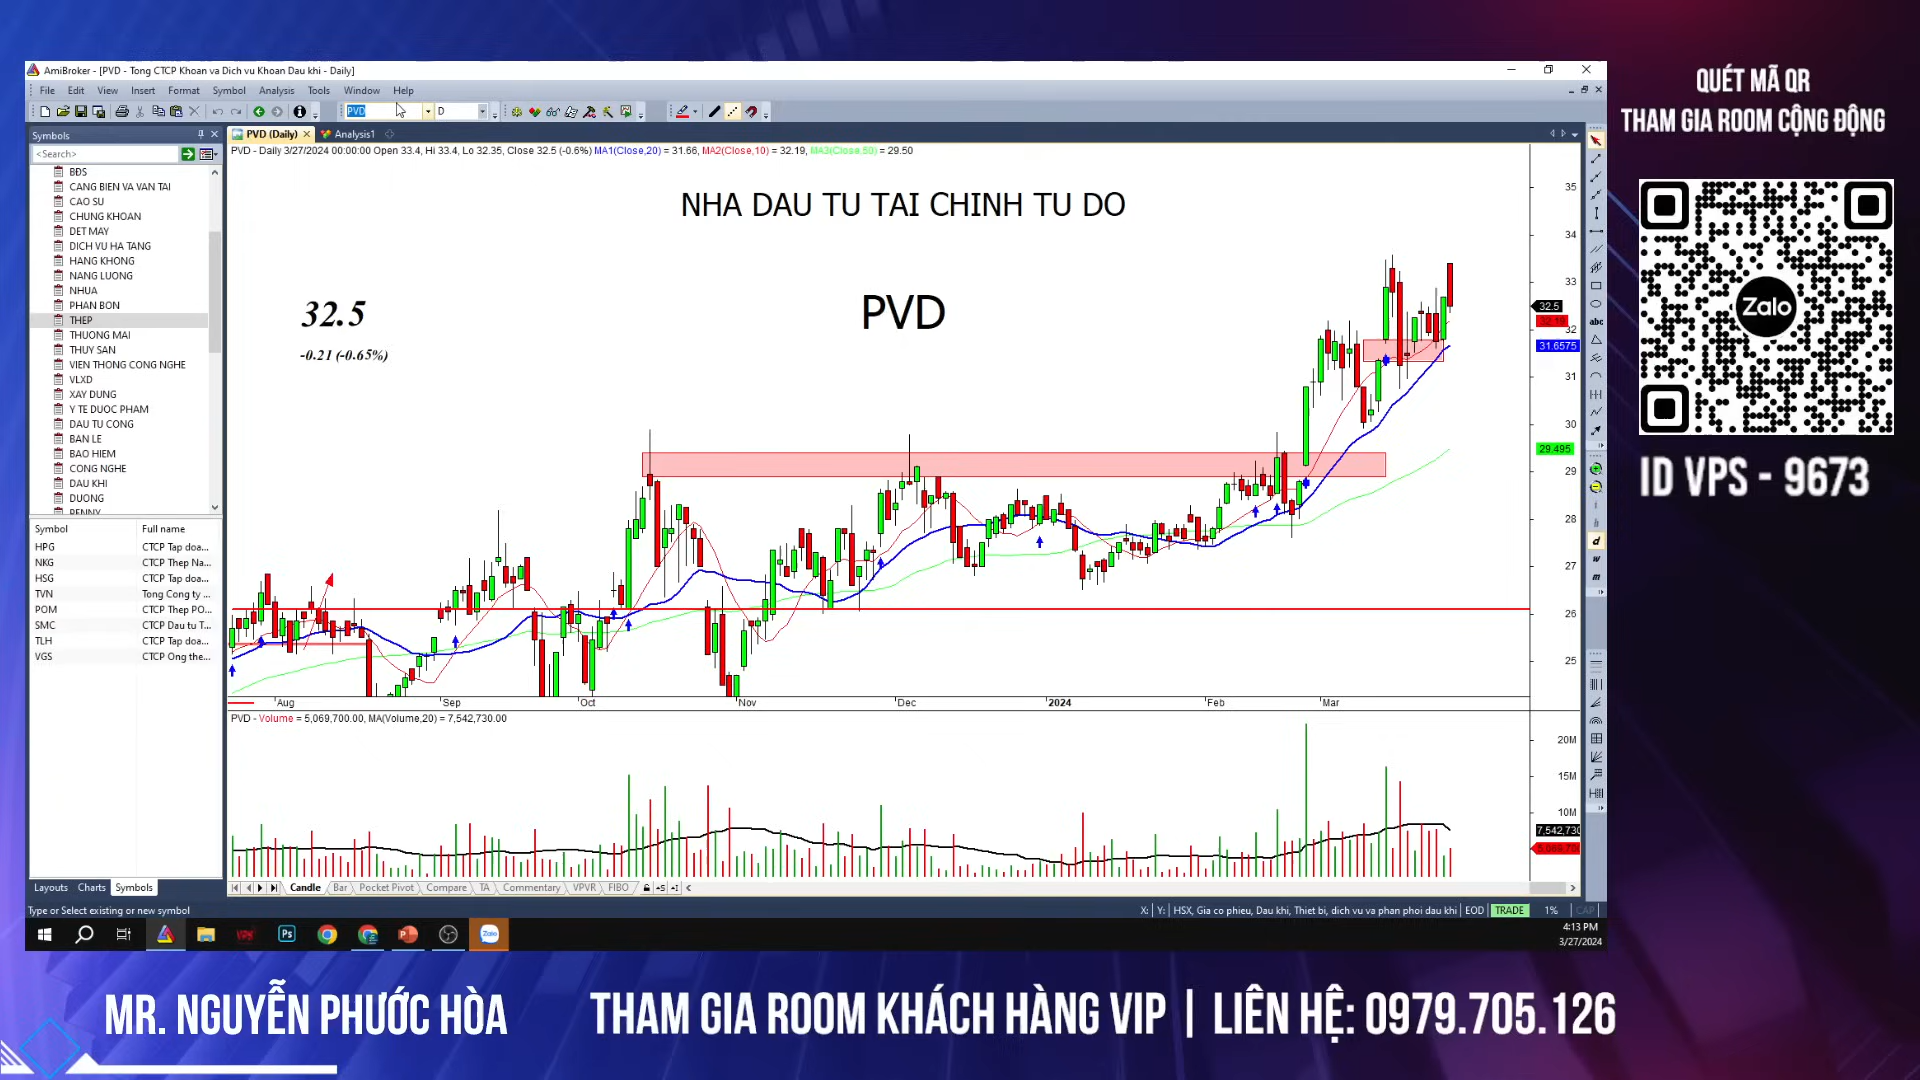 AmiBroker - [PVD - Tong CTCP Khoan va Dich vu Khoan Dau khi - Daily]
File Edit View Insert Format Symbol Analysis Tools Window Help
PVD D
Symbols
<Search>
BĐS
CANG BIEN VA VAN TAI
CAO SU
CHUNG KHOAN
DET MAY
DICH VU HA TANG
HANG KHONG
NANG LUONG
NHUA
PHAN BON
THEP
THUONG MAI
THUY SAN
VIEN THONG CONG NGHE
VLXD
XAY DUNG
Y TE DUOC PHAM
DAU TU CONG
BAN LE
BAO HIEM
CONG NGHE
DAU KHI
DUONG
PENNY
Symbol Full name
HPG CTCP Tap doa...
NKG CTCP Thep Na...
HSG CTCP Tap doa...
TVN Tong Cong ty ...
POM CTCP Thep PO...
SMC CTCP Dau tu T...
TLH CTCP Tap doa...
VGS CTCP Ong the...
Layouts Charts Symbols
PVD (Daily) Analysis1
PVD - Daily 3/27/2024 00:00:00 Open 33.4, Hi 33.4, Lo 32.35, Close 32.5 (-0.6%) MA1(Close,20) = 31.66, MA2(Close,10) = 32.19, MA3(Close,50) = 29.50
NHA DAU TU TAI CHINH TU DO
PVD
32.5
-0.21 (-0.65%)
35
34
33
32.5
32.19
32
31.6575
31
30
29.495
29
28
27
26
25
Aug Sep Oct Nov Dec 2024 Feb Mar
PVD - Volume = 5,069,700.00, MA(Volume,20) = 7,542,730.00
20M
15M
10M
7,542,730
5,069,700
Candle Bar Pocket Pivot Compare TA Commentary VPVR FIBO
abc
d
w
m
Type or Select existing or new symbol
X: Y: HSX, Gia co phieu, Dau khi, Thiet bi, dich vu va phan phoi dau khi EOD TRADE 1% CAP
Ps
Zalo
4:13 PM
3/27/2024
QUÉT MÃ QR
THAM GIA ROOM CỘNG ĐỘNG
Zalo
ID VPS - 9673
MR. NGUYỄN PHƯỚC HÒA
THAM GIA ROOM KHÁCH HÀNG VIP | LIÊN HỆ: 0979.705.126